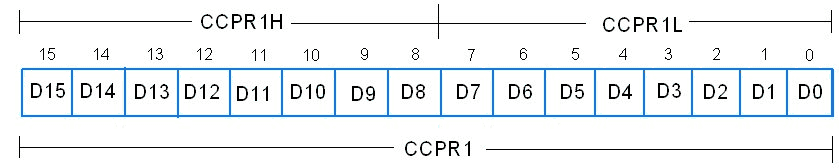 CCPR1H CCPR1L
15 14 13 12 11 10 9 8 7 6 5 4 3 2 1 0
D15 D14 D13 D12 D11 D10 D9 D8 D7 D6 D5 D4 D3 D2 D1 D0
CCPR1